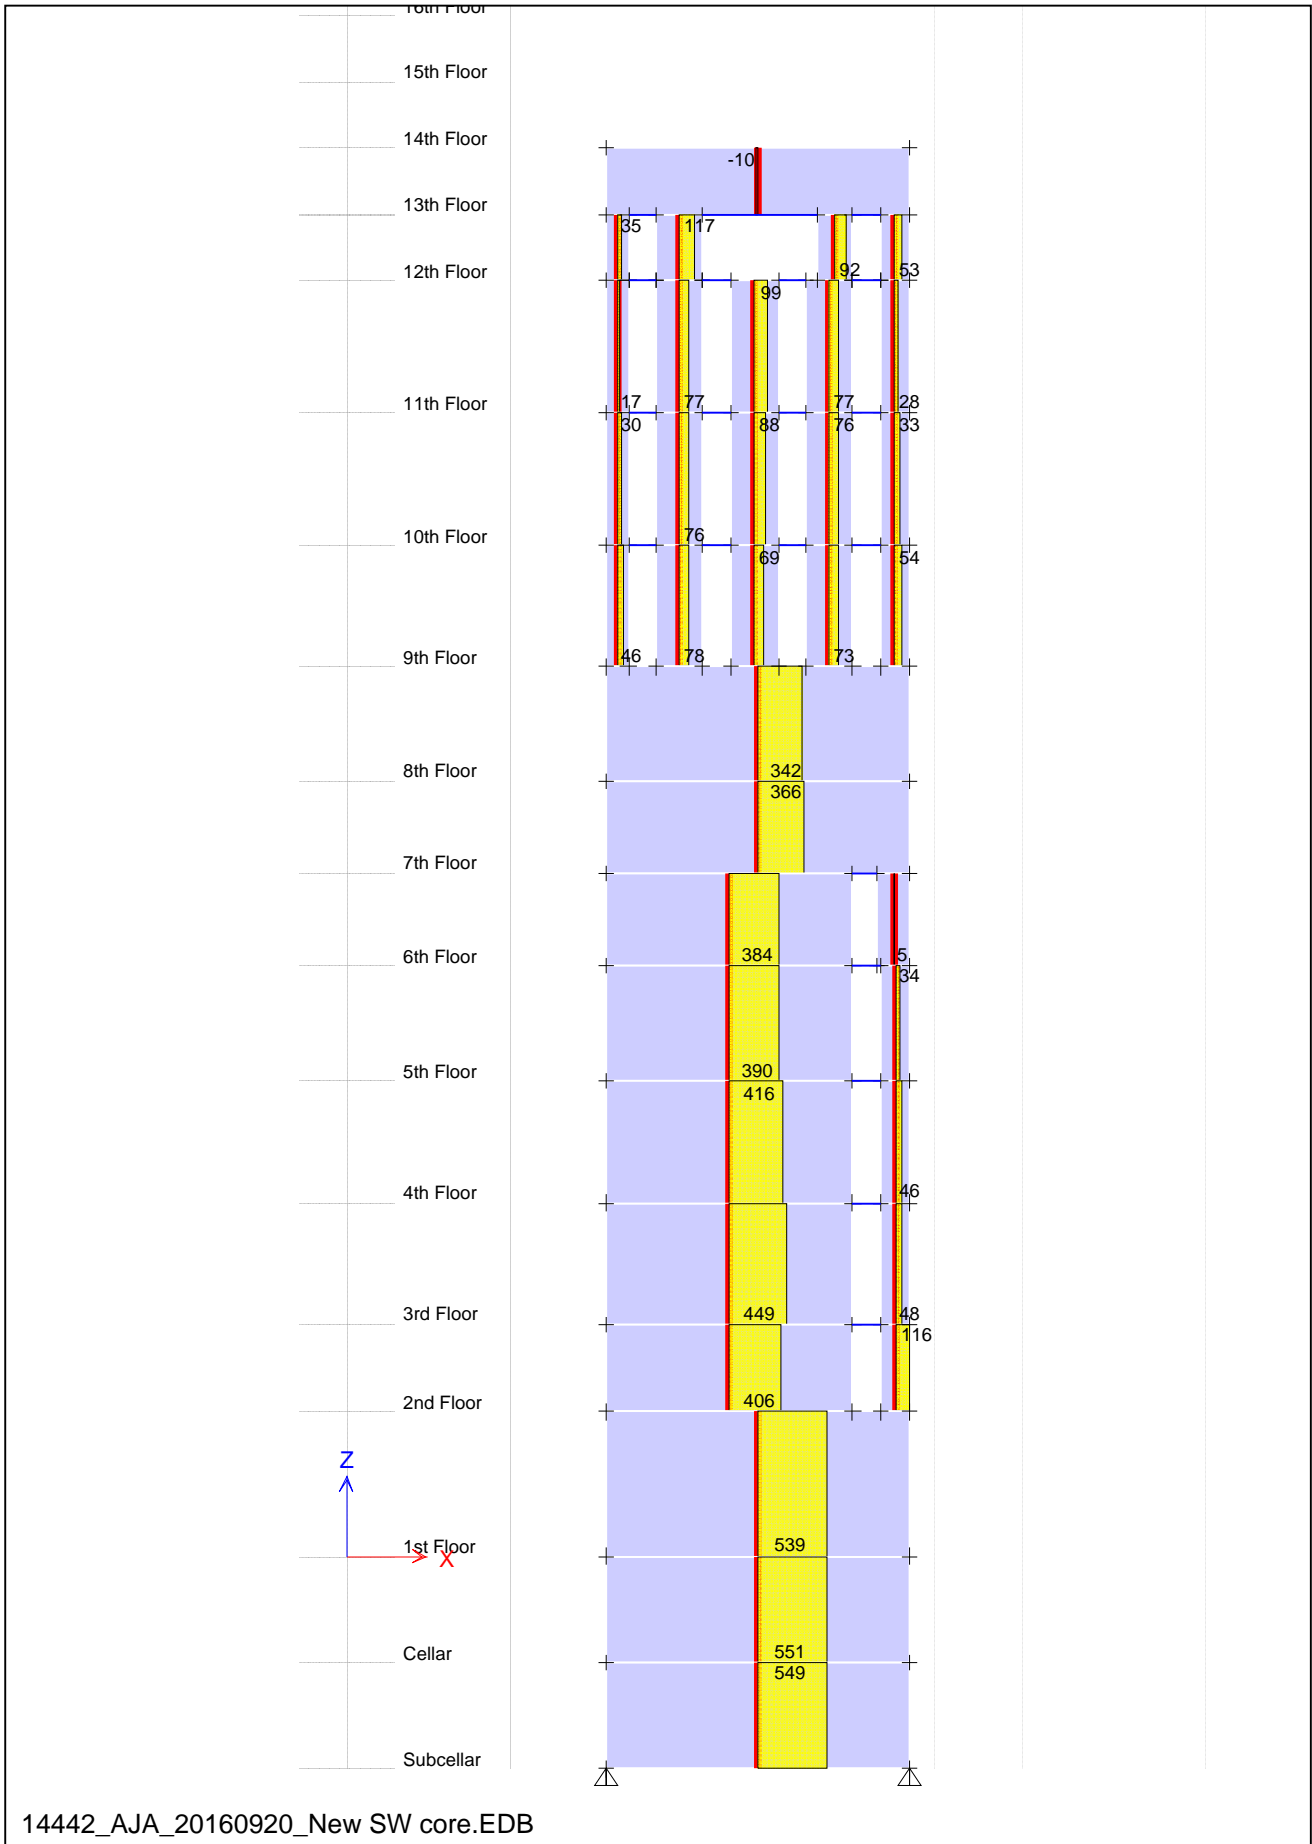 16th Floor
15th Floor
14th Floor
-10
13th Floor
35 117
12th Floor
92 53
99
11th Floor
17 77 77 28
30 88 76 33
10th Floor
76
69 54
9th Floor
46 78 73
8th Floor
342
366
7th Floor
6th Floor
384 5
34
5th Floor
390
416
4th Floor
46
3rd Floor
449 48
116
2nd Floor
406
Z
1st Floor
X
539
Cellar
551
549
Subcellar
14442_AJA_20160920_New SW core.EDB